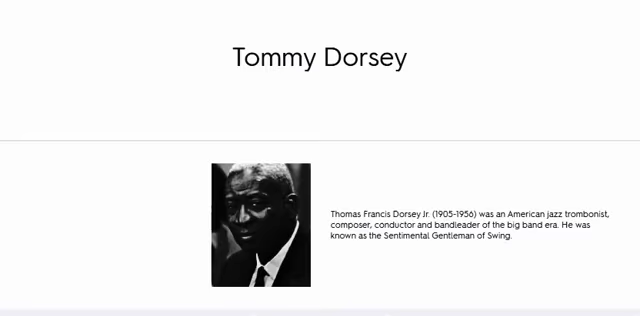 Tommy Dorsey
Thomas Francis Dorsey Jr. (1905-1956) was an American jazz trombonist,
composer, conductor and bandleader of the big band era. He was
known as the Sentimental Gentleman of Swing.